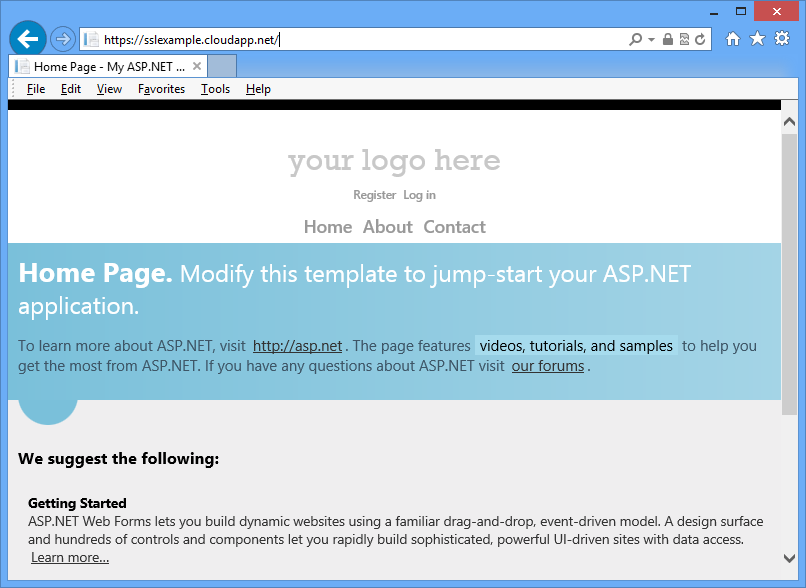 https://sslexample.cloudapp.net/
Home Page - My ASP.NET ...
File Edit View Favorites Tools Help
your logo here
Register Log in
Home About Contact
Home Page. Modify this template to jump-start your ASP.NET
application.
To learn more about ASP.NET, visit http://asp.net. The page features videos, tutorials, and samples to help you
get the most from ASP.NET. If you have any questions about ASP.NET visit our forums.
We suggest the following:
Getting Started
ASP.NET Web Forms lets you build dynamic websites using a familiar drag-and-drop, event-driven model. A design surface
and hundreds of controls and components let you rapidly build sophisticated, powerful UI-driven sites with data access.
Learn more...